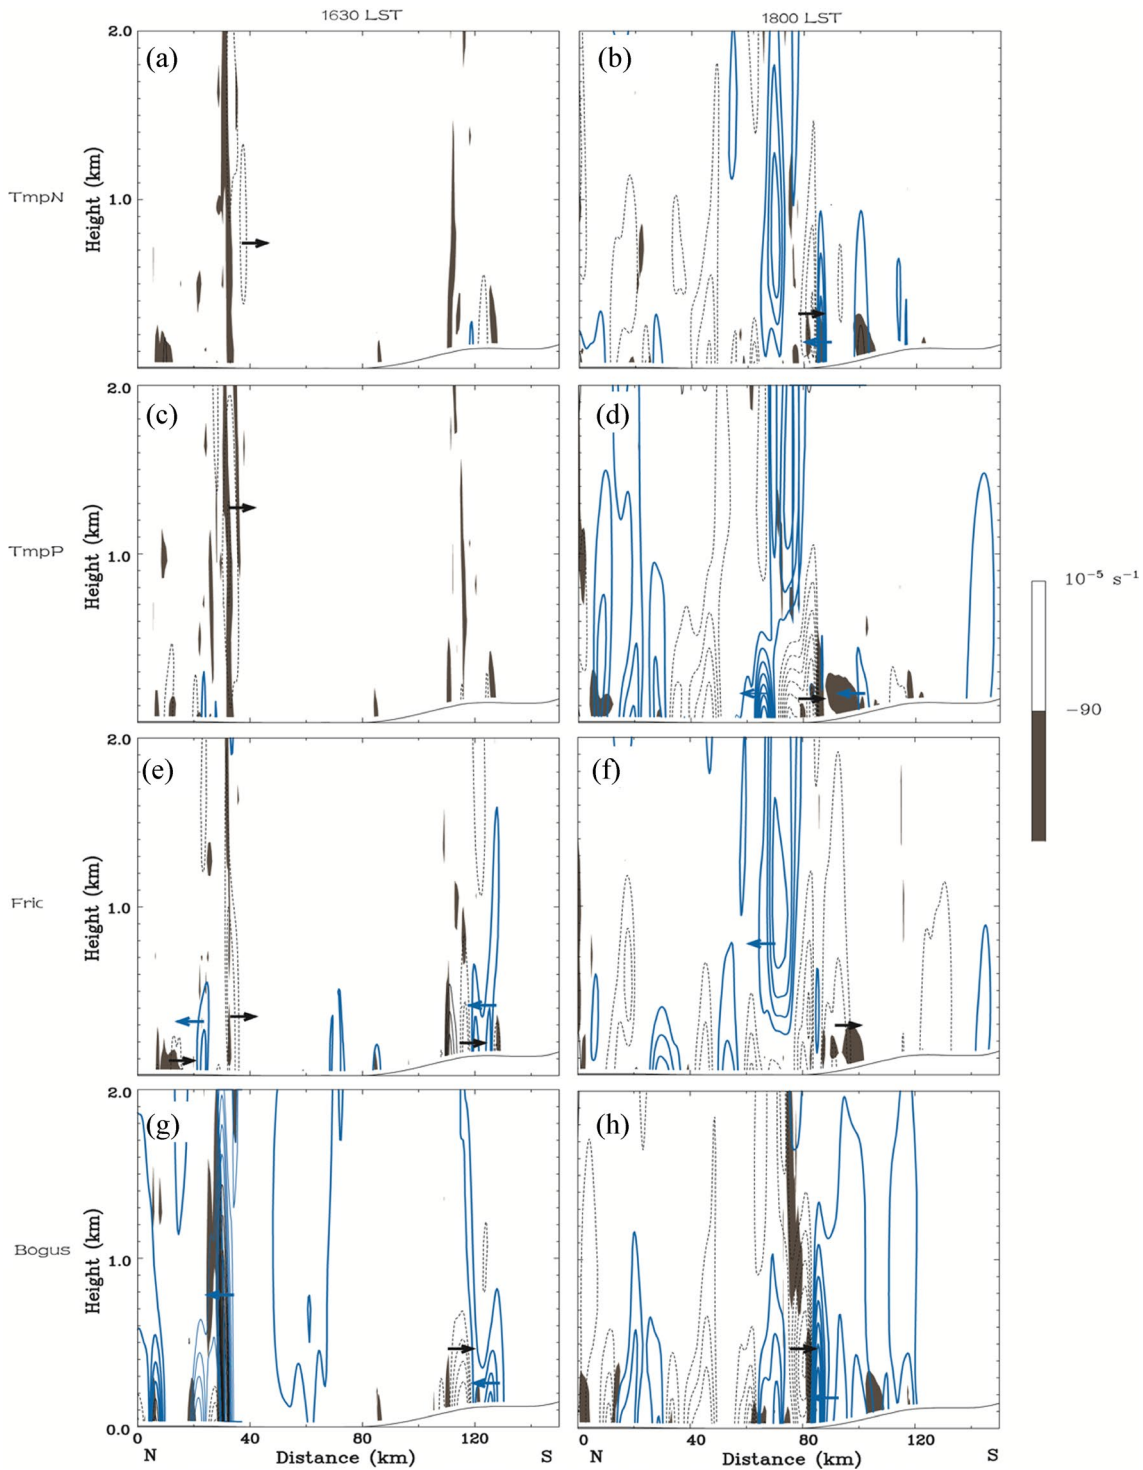 1630 LST
1800 LST
(a)
(b)
2.0
TmpN
Height (km)
1.0
(c)
(d)
2.0
TmpP
Height (km)
1.0
10⁻⁵ s⁻¹
-90
(e)
(f)
2.0
Fric
Height (km)
1.0
(g)
(h)
2.0
Bogus
Height (km)
1.0
0.0
0 40 80 120
0 40 80 120
N Distance (km) S
N Distance (km) S